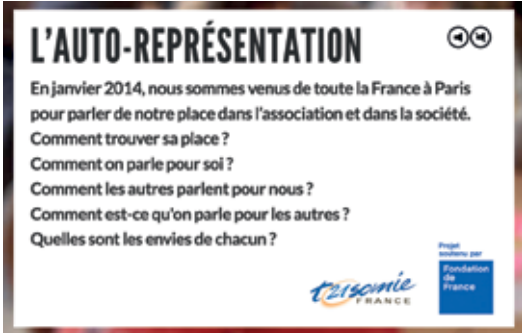 L'AUTO-REPRÉSENTATION
En janvier 2014, nous sommes venus de toute la France à Paris
pour parler de notre place dans l'association et dans la société.
Comment trouver sa place ?
Comment on parle pour soi ?
Comment les autres parlent pour nous ?
Comment est-ce qu'on parle pour les autres ?
Quelles sont les envies de chacun ?
Projet
soutenu par
Fondation
de
France
trisomie
FRANCE